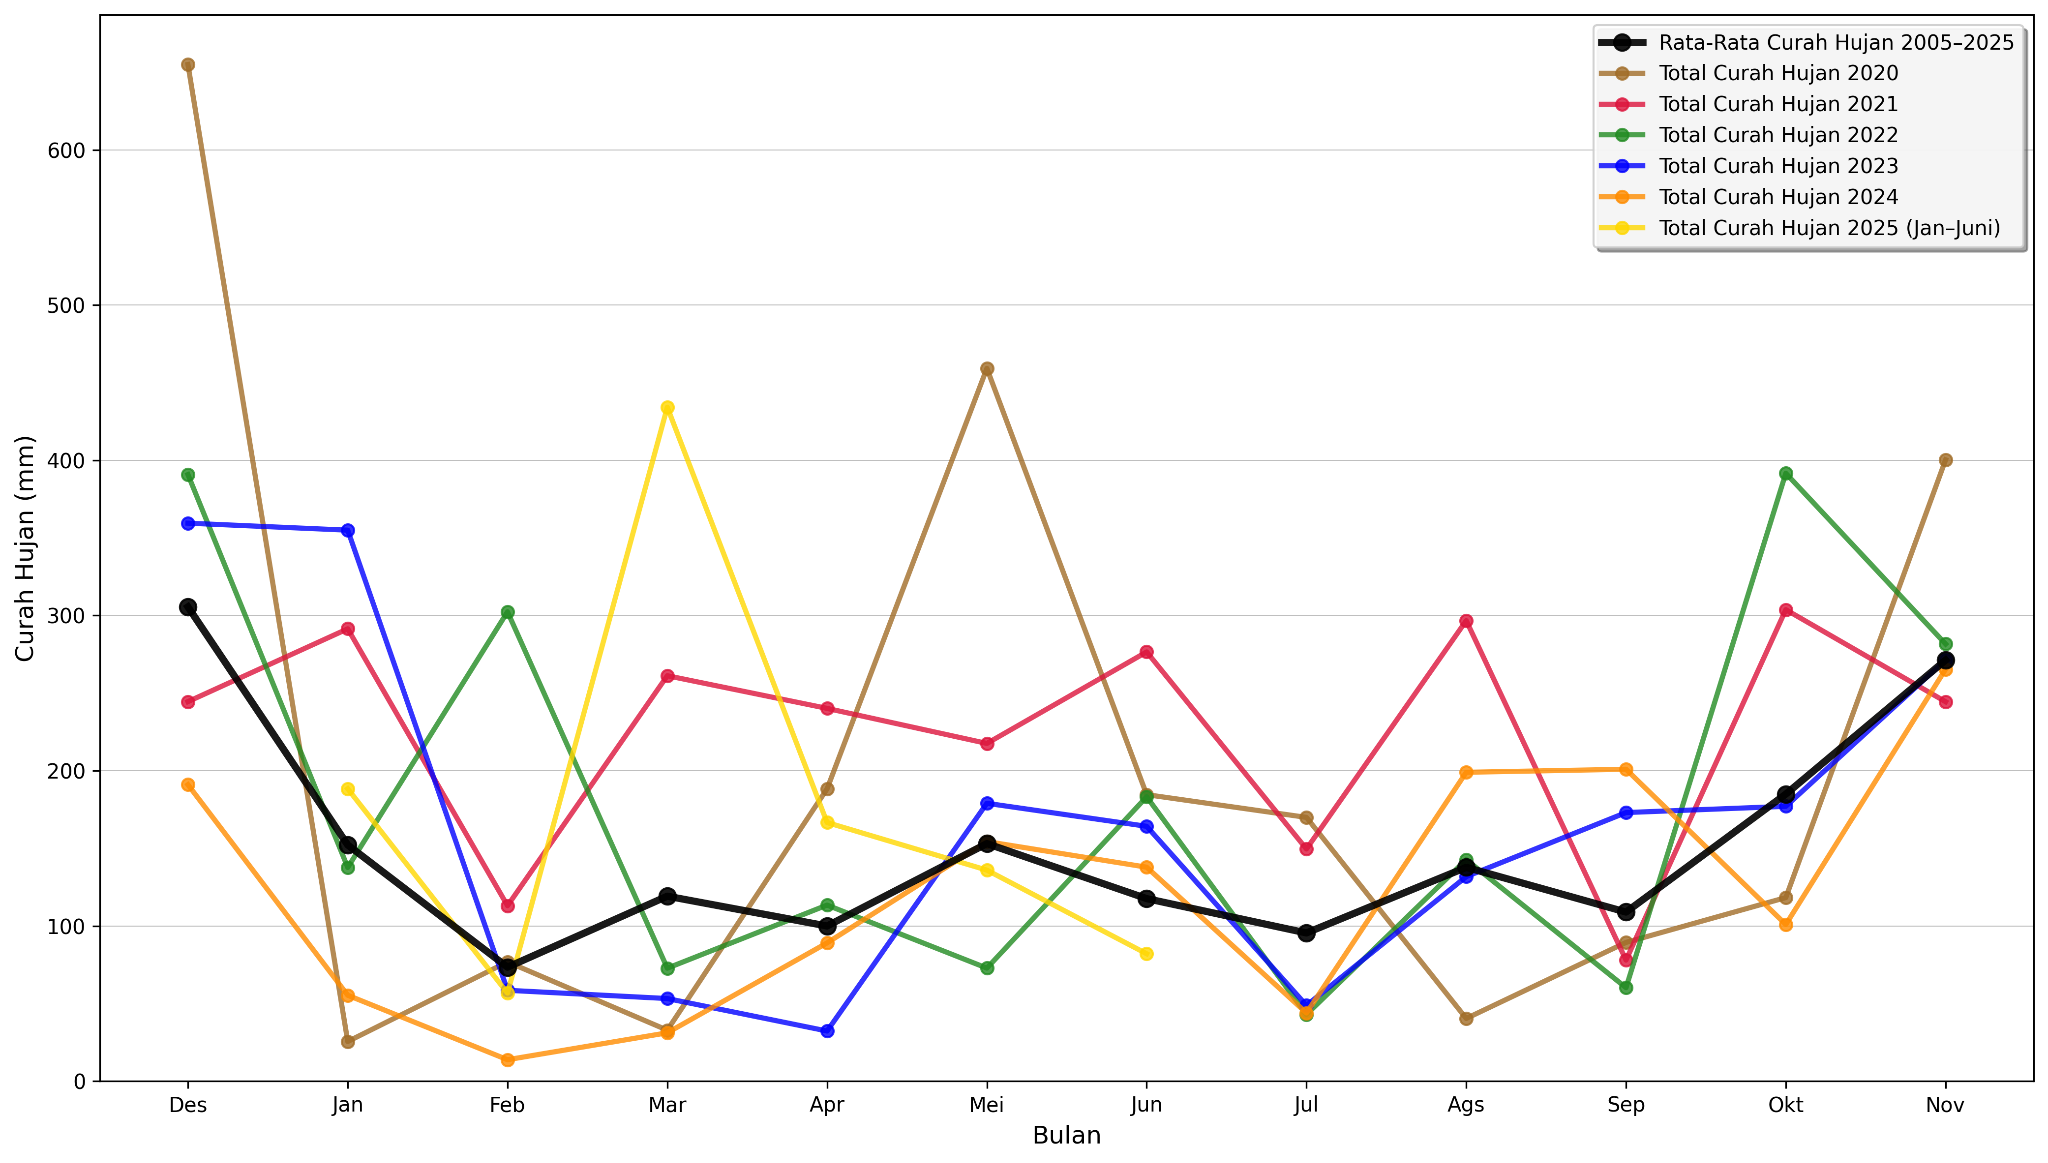 Rata-Rata Curah Hujan 2005–2025
Total Curah Hujan 2020
Total Curah Hujan 2021
Total Curah Hujan 2022
Total Curah Hujan 2023
Total Curah Hujan 2024
Total Curah Hujan 2025 (Jan–Juni)
Curah Hujan (mm)
600
500
400
300
200
100
0
Des Jan Feb Mar Apr Mei Jun Jul Ags Sep Okt Nov
Bulan